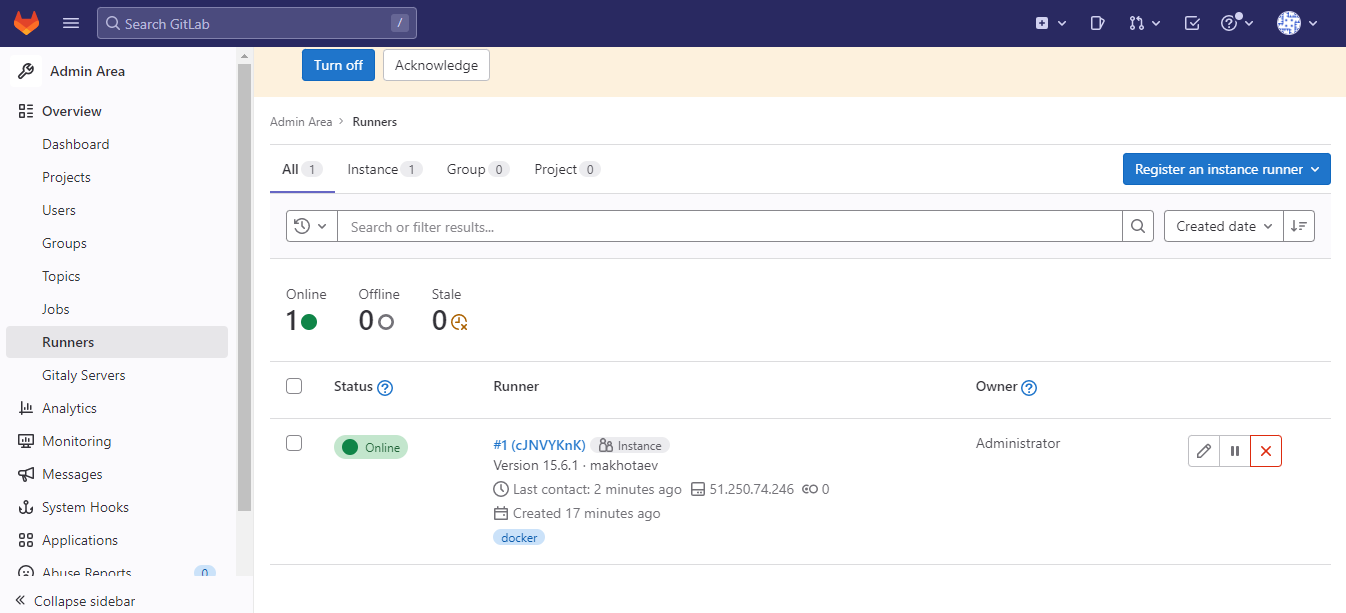 Search GitLab /
Admin Area
Overview
Dashboard
Projects
Users
Groups
Topics
Jobs
Runners
Gitaly Servers
Analytics
Monitoring
Messages
System Hooks
Applications
Abuse Reports 0
Collapse sidebar
Turn off Acknowledge
Admin Area › Runners
All 1 Instance 1 Group 0 Project 0 Register an instance runner
Search or filter results... Created date
Online Offline Stale
1 0 0
Status ? Runner Owner ?
Online #1 (cJNVYKnK) Instance Administrator
Version 15.6.1 · makhotaev
Last contact: 2 minutes ago 51.250.74.246 0
Created 17 minutes ago
docker